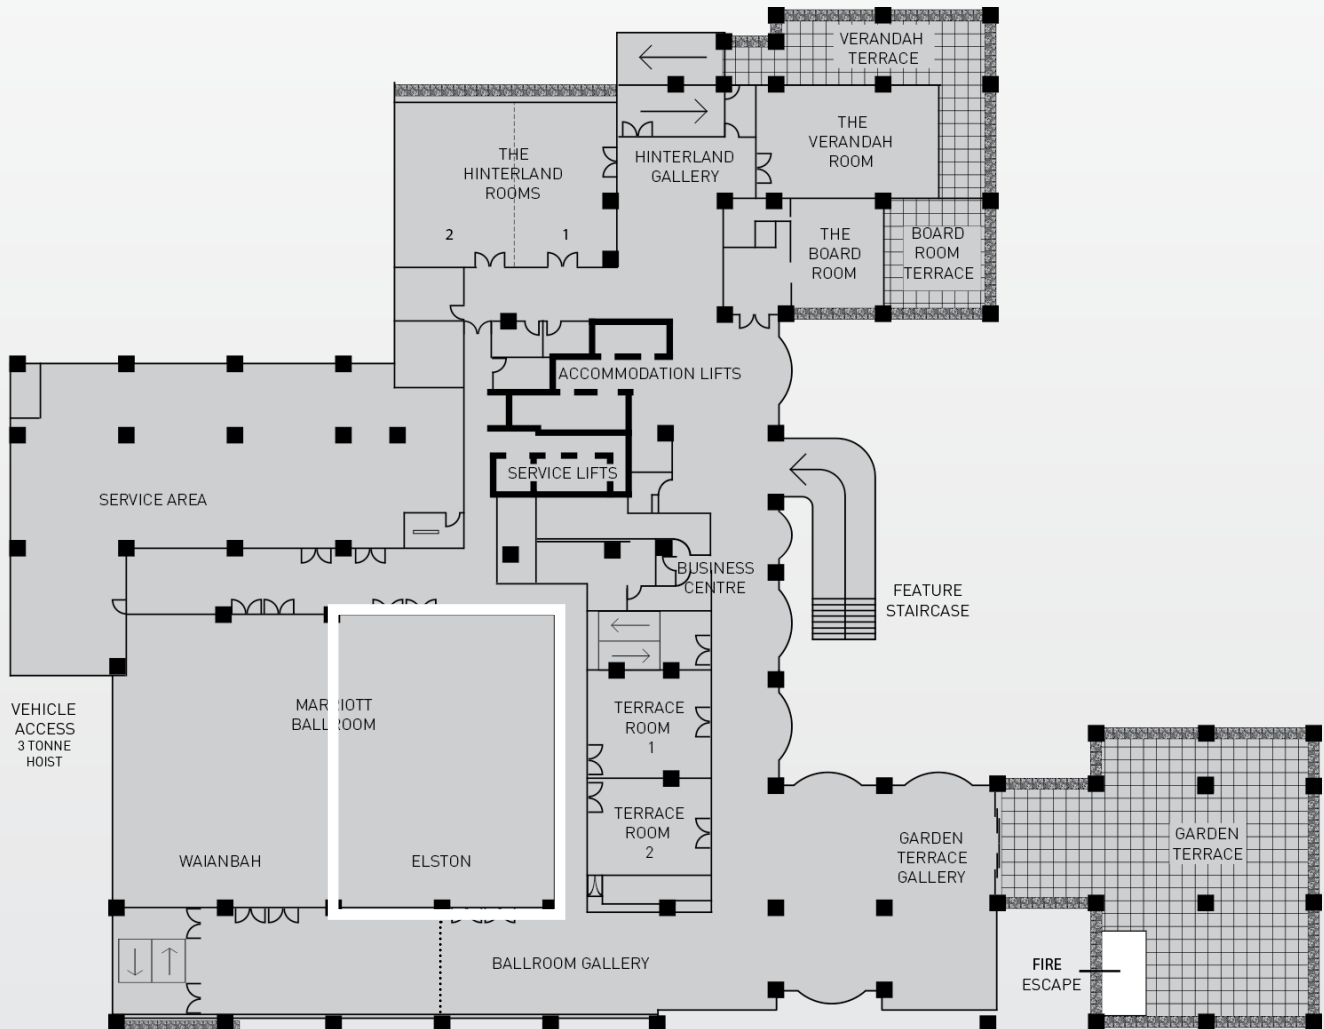 VERANDAH
TERRACE
THE
VERANDAH
ROOM
HINTERLAND
GALLERY
THE
HINTERLAND
ROOMS
2
1
THE
BOARD
ROOM
BOARD
ROOM
TERRACE
ACCOMMODATION LIFTS
SERVICE LIFTS
SERVICE AREA
BUSINESS
CENTRE
FEATURE
STAIRCASE
VEHICLE
ACCESS
3 TONNE
HOIST
MARRIOTT
BALLROOM
TERRACE
ROOM
1
TERRACE
ROOM
2
WAIANBAH
ELSTON
GARDEN
TERRACE
GALLERY
GARDEN
TERRACE
BALLROOM GALLERY
FIRE
ESCAPE